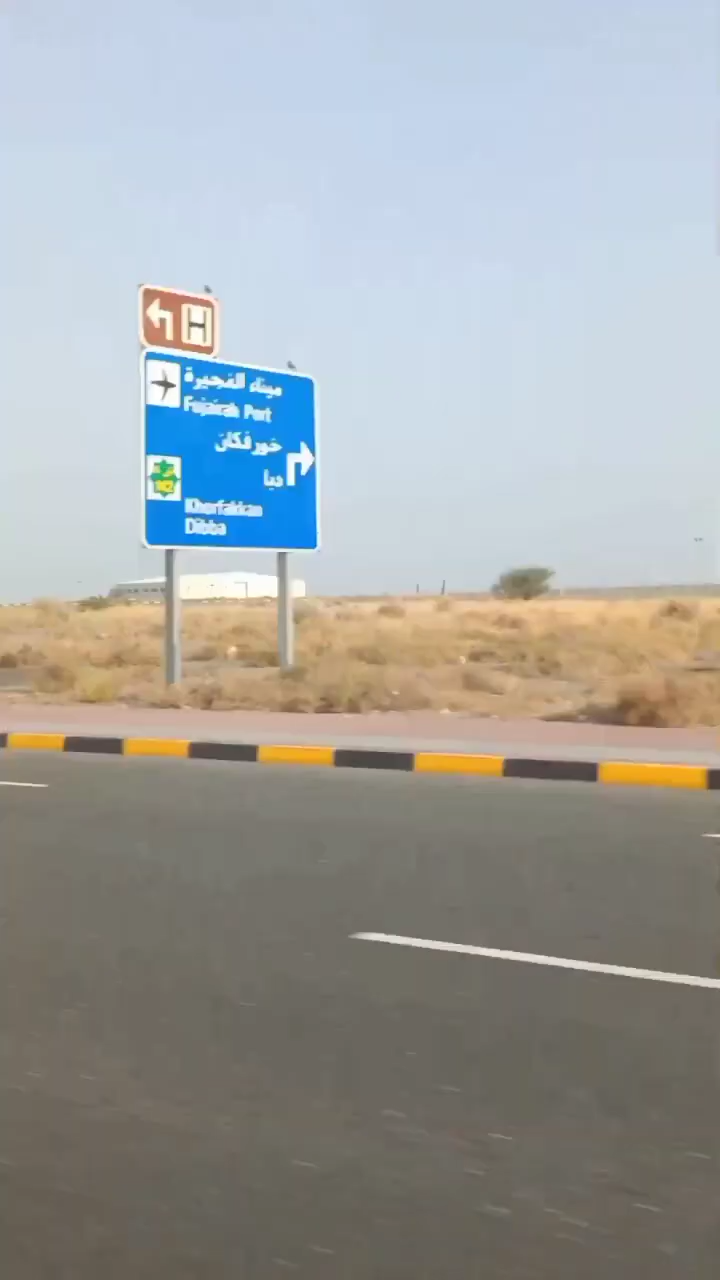 H
ميناء الفجيرة
Fujairah Port
خورفكان
دبا
Khorfakkan
Dibba